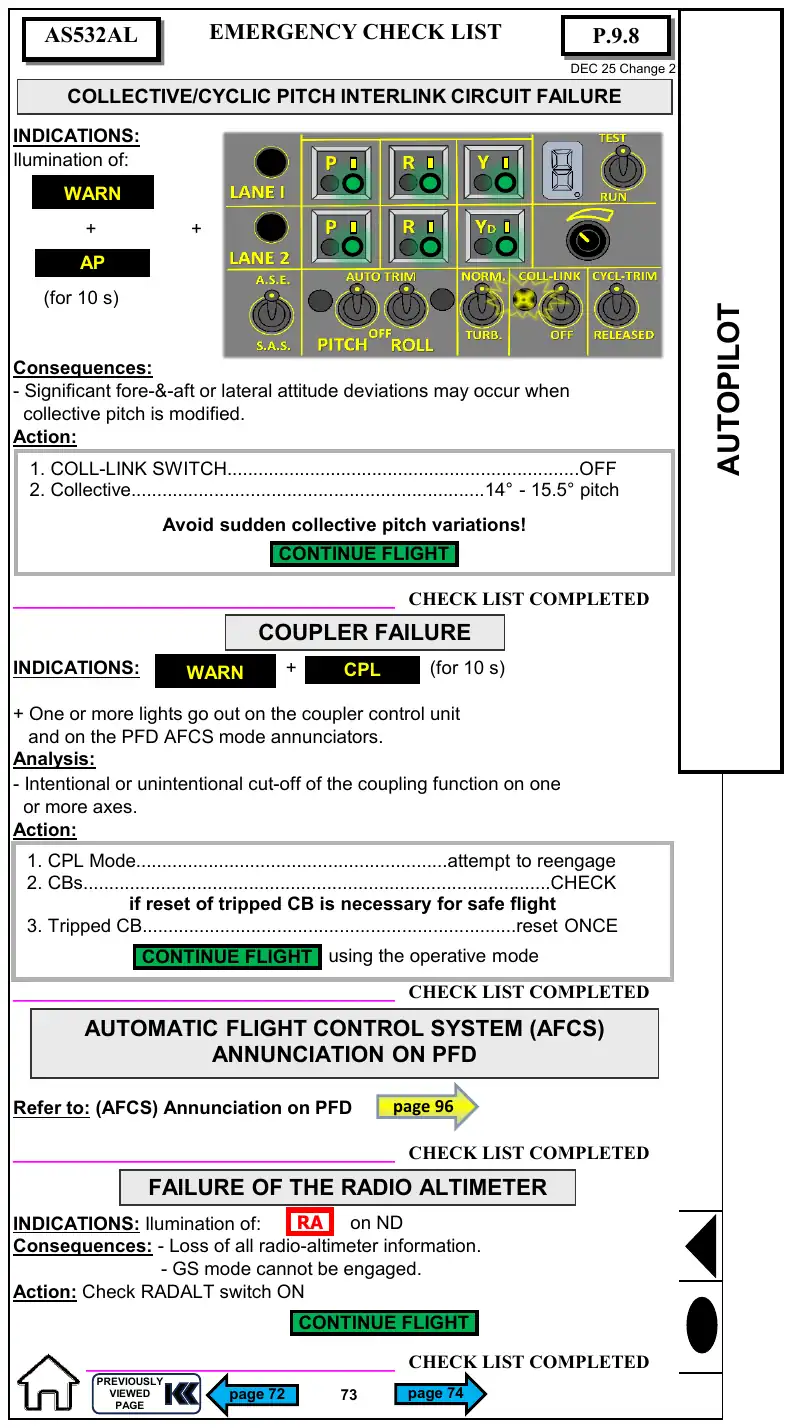 AS532AL
EMERGENCY CHECK LIST
P.9.8
DEC 25 Change 2
COLLECTIVE/CYCLIC PITCH INTERLINK CIRCUIT FAILURE
INDICATIONS:
Ilumination of:
WARN
+ +
AP
(for 10 s)
TEST
P R Y
LANE 1
RUN
P R YD
LANE 2
A.S.E. AUTO TRIM NORM. COLL-LINK CYCL-TRIM
OFF
S.A.S. PITCH ROLL TURB. OFF RELEASED
Consequences:
- Significant fore-&-aft or lateral attitude deviations may occur when
collective pitch is modified.
Action:
1. COLL-LINK SWITCH....................................................................OFF
2. Collective.....................................................................14° - 15.5° pitch
Avoid sudden collective pitch variations!
CONTINUE FLIGHT
CHECK LIST COMPLETED
COUPLER FAILURE
INDICATIONS: WARN + CPL (for 10 s)
+ One or more lights go out on the coupler control unit
and on the PFD AFCS mode annunciators.
Analysis:
- Intentional or unintentional cut-off of the coupling function on one
or more axes.
Action:
1. CPL Mode............................................................attempt to reengage
2. CBs..........................................................................................CHECK
if reset of tripped CB is necessary for safe flight
3. Tripped CB........................................................................reset ONCE
CONTINUE FLIGHT using the operative mode
CHECK LIST COMPLETED
AUTOMATIC FLIGHT CONTROL SYSTEM (AFCS)
ANNUNCIATION ON PFD
Refer to: (AFCS) Annunciation on PFD page 96
CHECK LIST COMPLETED
FAILURE OF THE RADIO ALTIMETER
INDICATIONS: Ilumination of: RA on ND
Consequences: - Loss of all radio-altimeter information.
- GS mode cannot be engaged.
Action: Check RADALT switch ON
CONTINUE FLIGHT
CHECK LIST COMPLETED
PREVIOUSLY
VIEWED
PAGE
page 72 73 page 74
AUTOPILOT